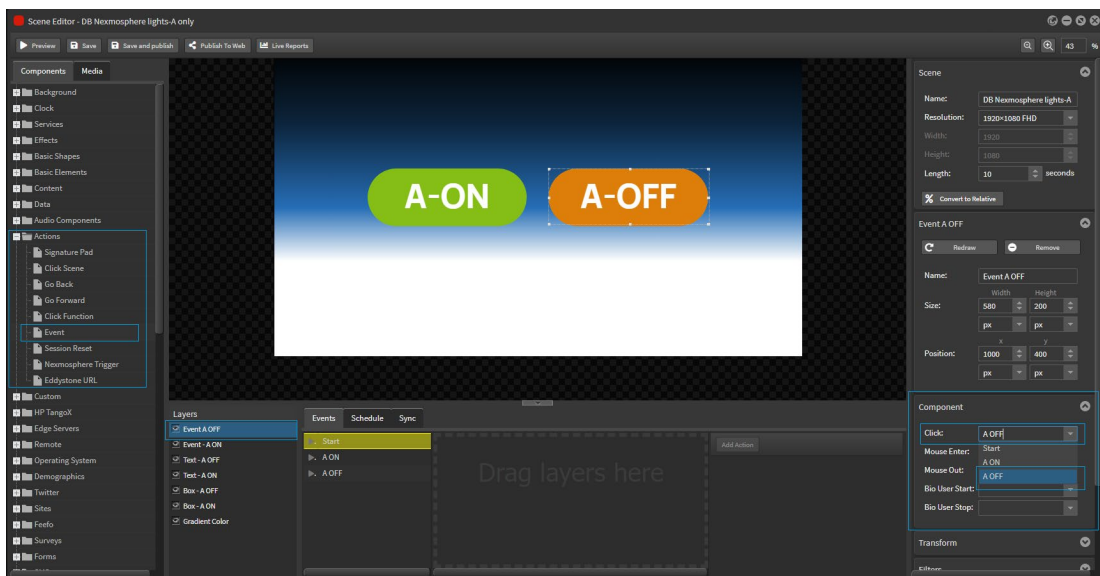 Scene Editor - DB Nexmosphere lights-A only
Preview Save Save and publish Publish To Web Live Reports 43 %
Components Media
Background
Clock
Services
Effects
Basic Shapes
Basic Elements
Content
Data
Audio Components
Actions
Signature Pad
Click Scene
Go Back
Go Forward
Click Function
Event
Session Reset
Nexmosphere Trigger
Eddystone URL
Custom
HP TangoX
Edge Servers
Remote
Operating System
Demographics
Twitter
Sites
Feefo
Surveys
Forms
A-ON A-OFF
Layers
Event A OFF
Event - A ON
Text - A OFF
Text - A ON
Box - A OFF
Box - A ON
Gradient Color
Events Schedule Sync
Start
A ON
A OFF
Drag layers here
Add Action
Scene
Name: DB Nexmosphere lights-A
Resolution: 1920×1080 FHD
Width: 1920
Height: 1080
Length: 10 seconds
Convert to Relative
Event A OFF
Redraw Remove
Name: Event A OFF
Width Height
Size: 580 200
px px
x y
Position: 1000 400
px px
Component
Click: A OFF
Start
Mouse Enter:
A ON
Mouse Out:
A OFF
Bio User Start:
Bio User Stop:
Transform
Filters